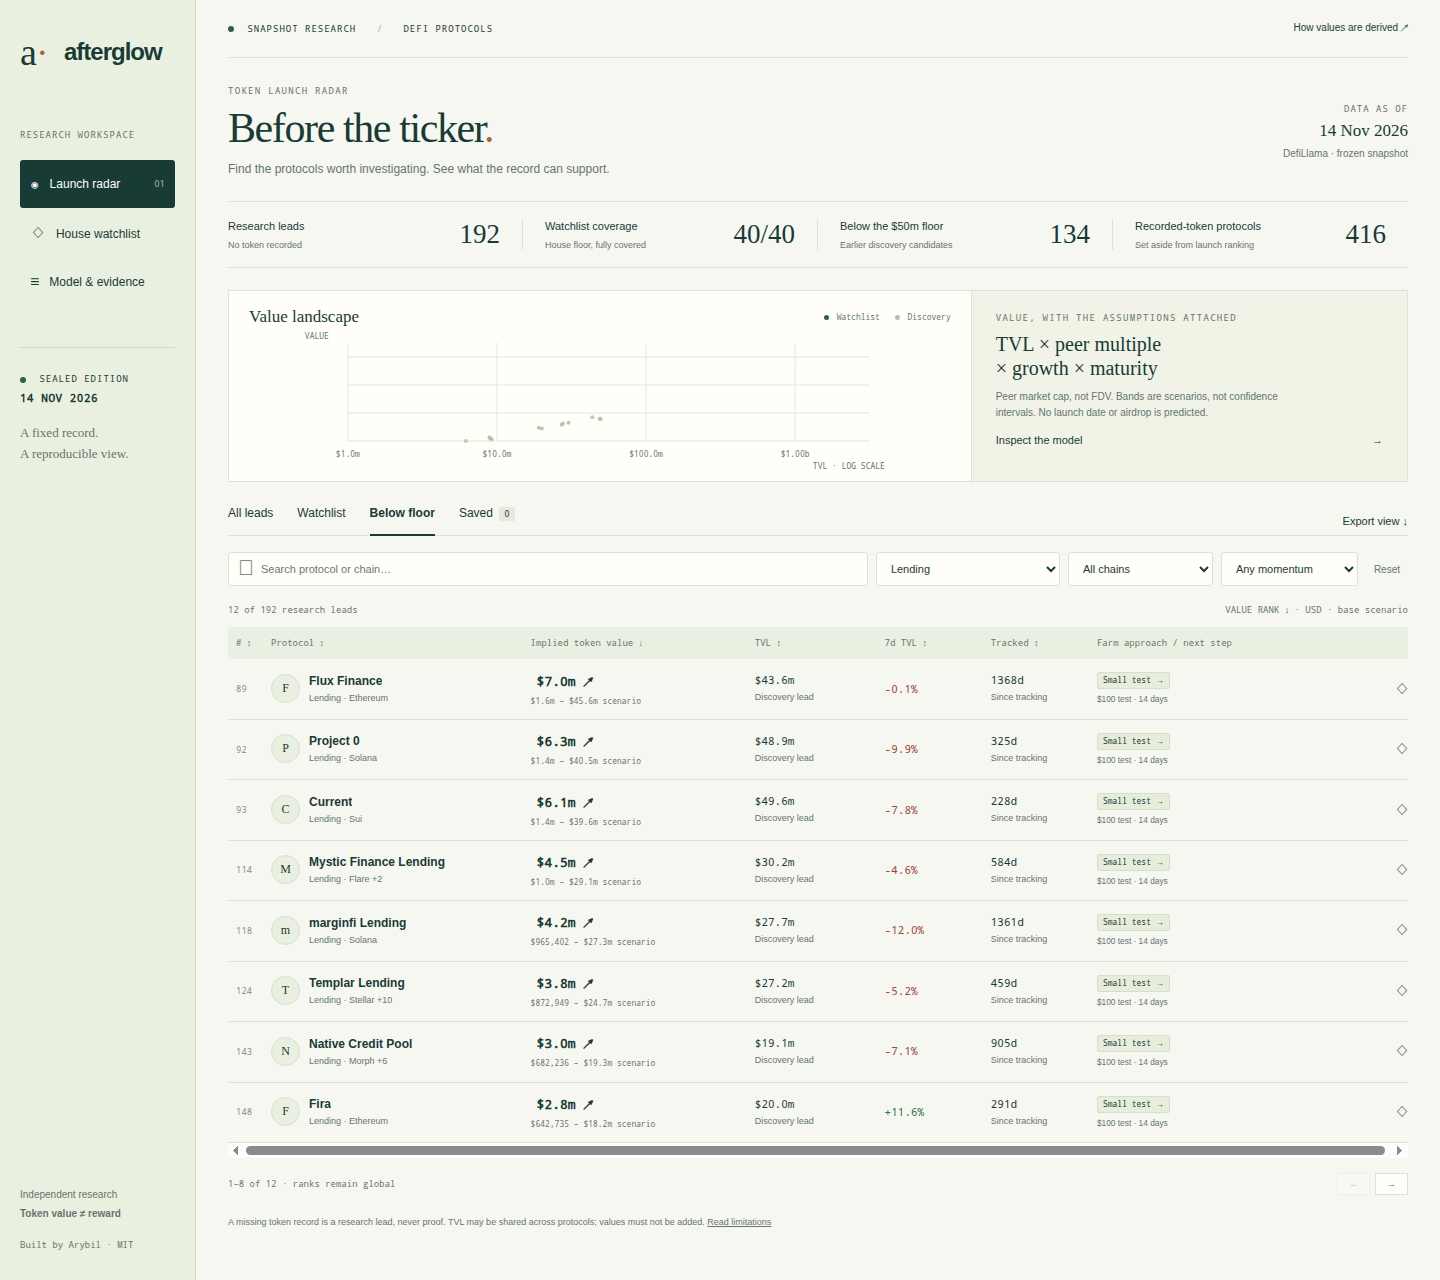 a· afterglow
RESEARCH WORKSPACE
Launch radar 01
House watchlist
Model & evidence
SEALED EDITION
14 NOV 2026
A fixed record.
A reproducible view.
Independent research
Token value ≠ reward
Built by Arybil · MIT
SNAPSHOT RESEARCH / DEFI PROTOCOLS
How values are derived ↗
TOKEN LAUNCH RADAR
Before the ticker.
Find the protocols worth investigating. See what the record can support.
DATA AS OF
14 Nov 2026
DefiLlama · frozen snapshot
Research leads
No token recorded
192
Watchlist coverage
House floor, fully covered
40/40
Below the $50m floor
Earlier discovery candidates
134
Recorded-token protocols
Set aside from launch ranking
416
Value landscape
Watchlist Discovery
VALUE
$1.0m $10.0m $100.0m $1.00b
TVL · LOG SCALE
VALUE, WITH THE ASSUMPTIONS ATTACHED
TVL × peer multiple
× growth × maturity
Peer market cap, not FDV. Bands are scenarios, not confidence
intervals. No launch date or airdrop is predicted.
Inspect the model →
All leads Watchlist Below floor Saved 0
Export view ↓
Search protocol or chain… Lending All chains Any momentum Reset
12 of 192 research leads
VALUE RANK ↓ · USD · base scenario
# ↕ Protocol ↕ Implied token value ↓ TVL ↕ 7d TVL ↕ Tracked ↕ Farm approach / next step
89 F Flux Finance $7.0m ↗ $43.6m -0.1% 1368d Small test →
Lending · Ethereum $1.6m – $45.6m scenario Discovery lead Since tracking $100 test · 14 days
92 P Project 0 $6.3m ↗ $48.9m -9.9% 325d Small test →
Lending · Solana $1.4m – $40.5m scenario Discovery lead Since tracking $100 test · 14 days
93 C Current $6.1m ↗ $49.6m -7.8% 228d Small test →
Lending · Sui $1.4m – $39.6m scenario Discovery lead Since tracking $100 test · 14 days
114 M Mystic Finance Lending $4.5m ↗ $30.2m -4.6% 584d Small test →
Lending · Flare +2 $1.0m – $29.1m scenario Discovery lead Since tracking $100 test · 14 days
118 m marginfi Lending $4.2m ↗ $27.7m -12.0% 1361d Small test →
Lending · Solana $965,402 – $27.3m scenario Discovery lead Since tracking $100 test · 14 days
124 T Templar Lending $3.8m ↗ $27.2m -5.2% 459d Small test →
Lending · Stellar +10 $872,949 – $24.7m scenario Discovery lead Since tracking $100 test · 14 days
143 N Native Credit Pool $3.0m ↗ $19.1m -7.1% 905d Small test →
Lending · Morph +6 $682,236 – $19.3m scenario Discovery lead Since tracking $100 test · 14 days
148 F Fira $2.8m ↗ $20.0m +11.6% 291d Small test →
Lending · Ethereum $642,735 – $18.2m scenario Discovery lead Since tracking $100 test · 14 days
1–8 of 12 · ranks remain global
← →
A missing token record is a research lead, never proof. TVL may be shared across protocols; values must not be added. Read limitations